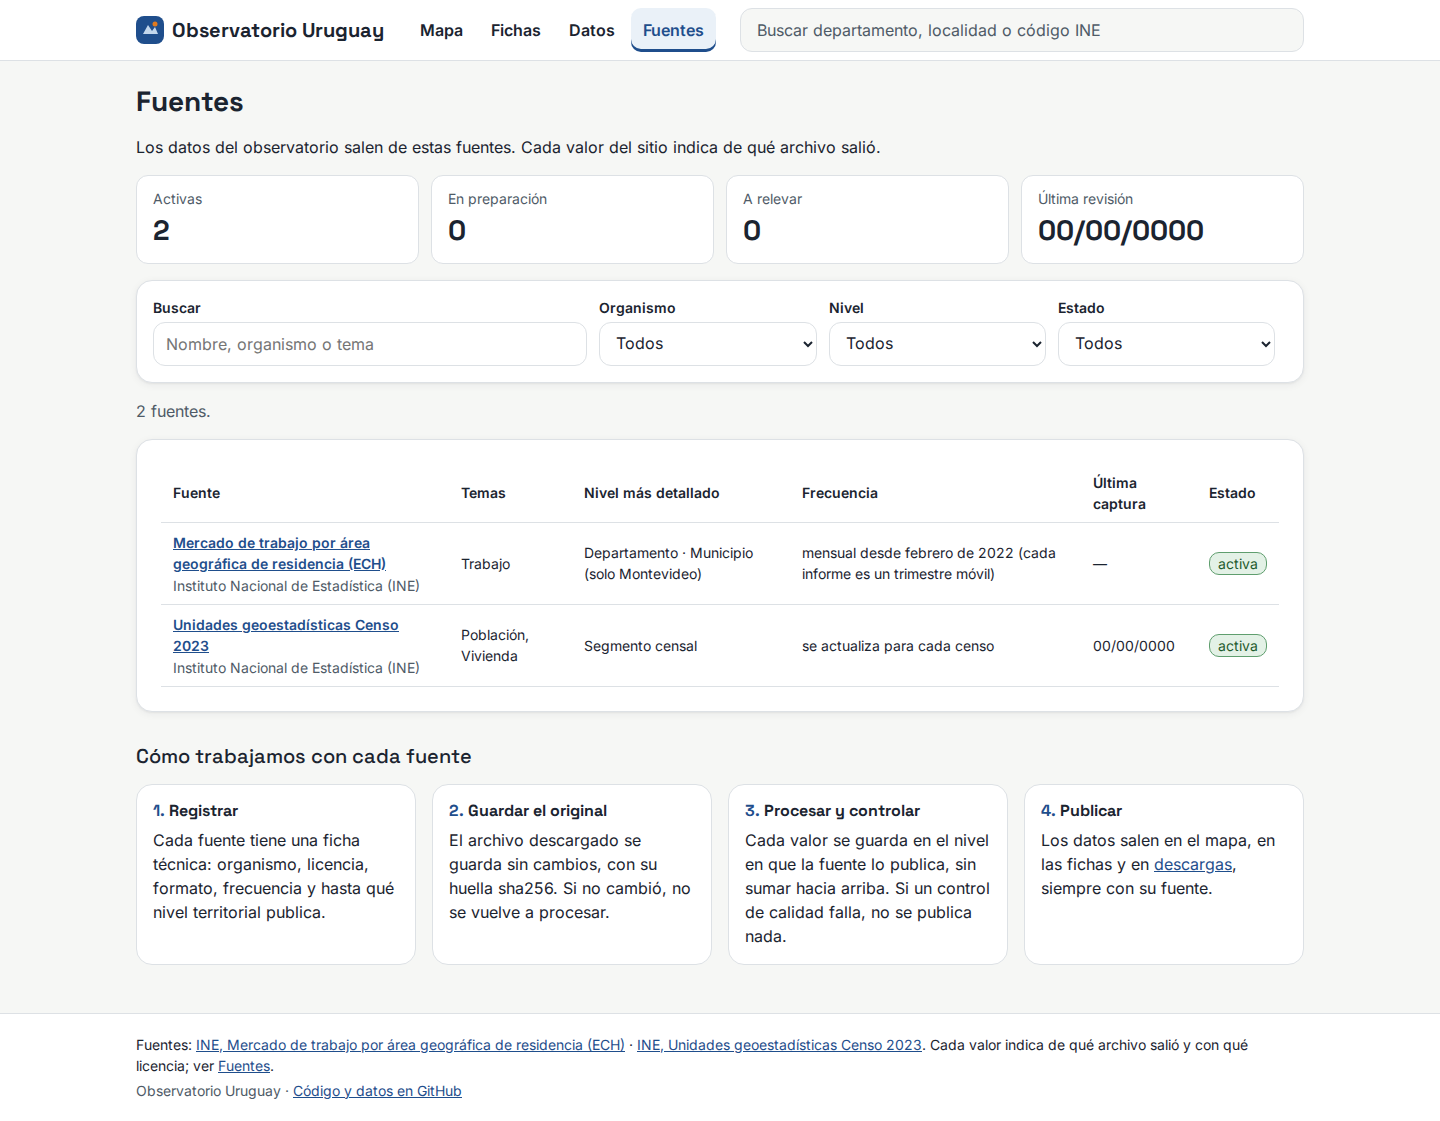 Observatorio Uruguay
Mapa
Fichas
Datos
Fuentes
Buscar departamento, localidad o código INE
Fuentes
Los datos del observatorio salen de estas fuentes. Cada valor del sitio indica de qué archivo salió.
Activas
2
En preparación
0
A relevar
0
Última revisión
00/00/0000
Buscar
Nombre, organismo o tema
Organismo
Todos
Nivel
Todos
Estado
Todos
2 fuentes.
Fuente
Temas
Nivel más detallado
Frecuencia
Última
captura
Estado
Mercado de trabajo por área
geográfica de residencia (ECH)
Instituto Nacional de Estadística (INE)
Trabajo
Departamento · Municipio
(solo Montevideo)
mensual desde febrero de 2022 (cada
informe es un trimestre móvil)
—
activa
Unidades geoestadísticas Censo
2023
Instituto Nacional de Estadística (INE)
Población,
Vivienda
Segmento censal
se actualiza para cada censo
00/00/0000
activa
Cómo trabajamos con cada fuente
1. Registrar
Cada fuente tiene una ficha
técnica: organismo, licencia,
formato, frecuencia y hasta qué
nivel territorial publica.
2. Guardar el original
El archivo descargado se
guarda sin cambios, con su
huella sha256. Si no cambió, no
se vuelve a procesar.
3. Procesar y controlar
Cada valor se guarda en el nivel
en que la fuente lo publica, sin
sumar hacia arriba. Si un control
de calidad falla, no se publica
nada.
4. Publicar
Los datos salen en el mapa, en
las fichas y en descargas,
siempre con su fuente.
Fuentes: INE, Mercado de trabajo por área geográfica de residencia (ECH) · INE, Unidades geoestadísticas Censo 2023. Cada valor indica de qué archivo salió y con qué
licencia; ver Fuentes.
Observatorio Uruguay · Código y datos en GitHub